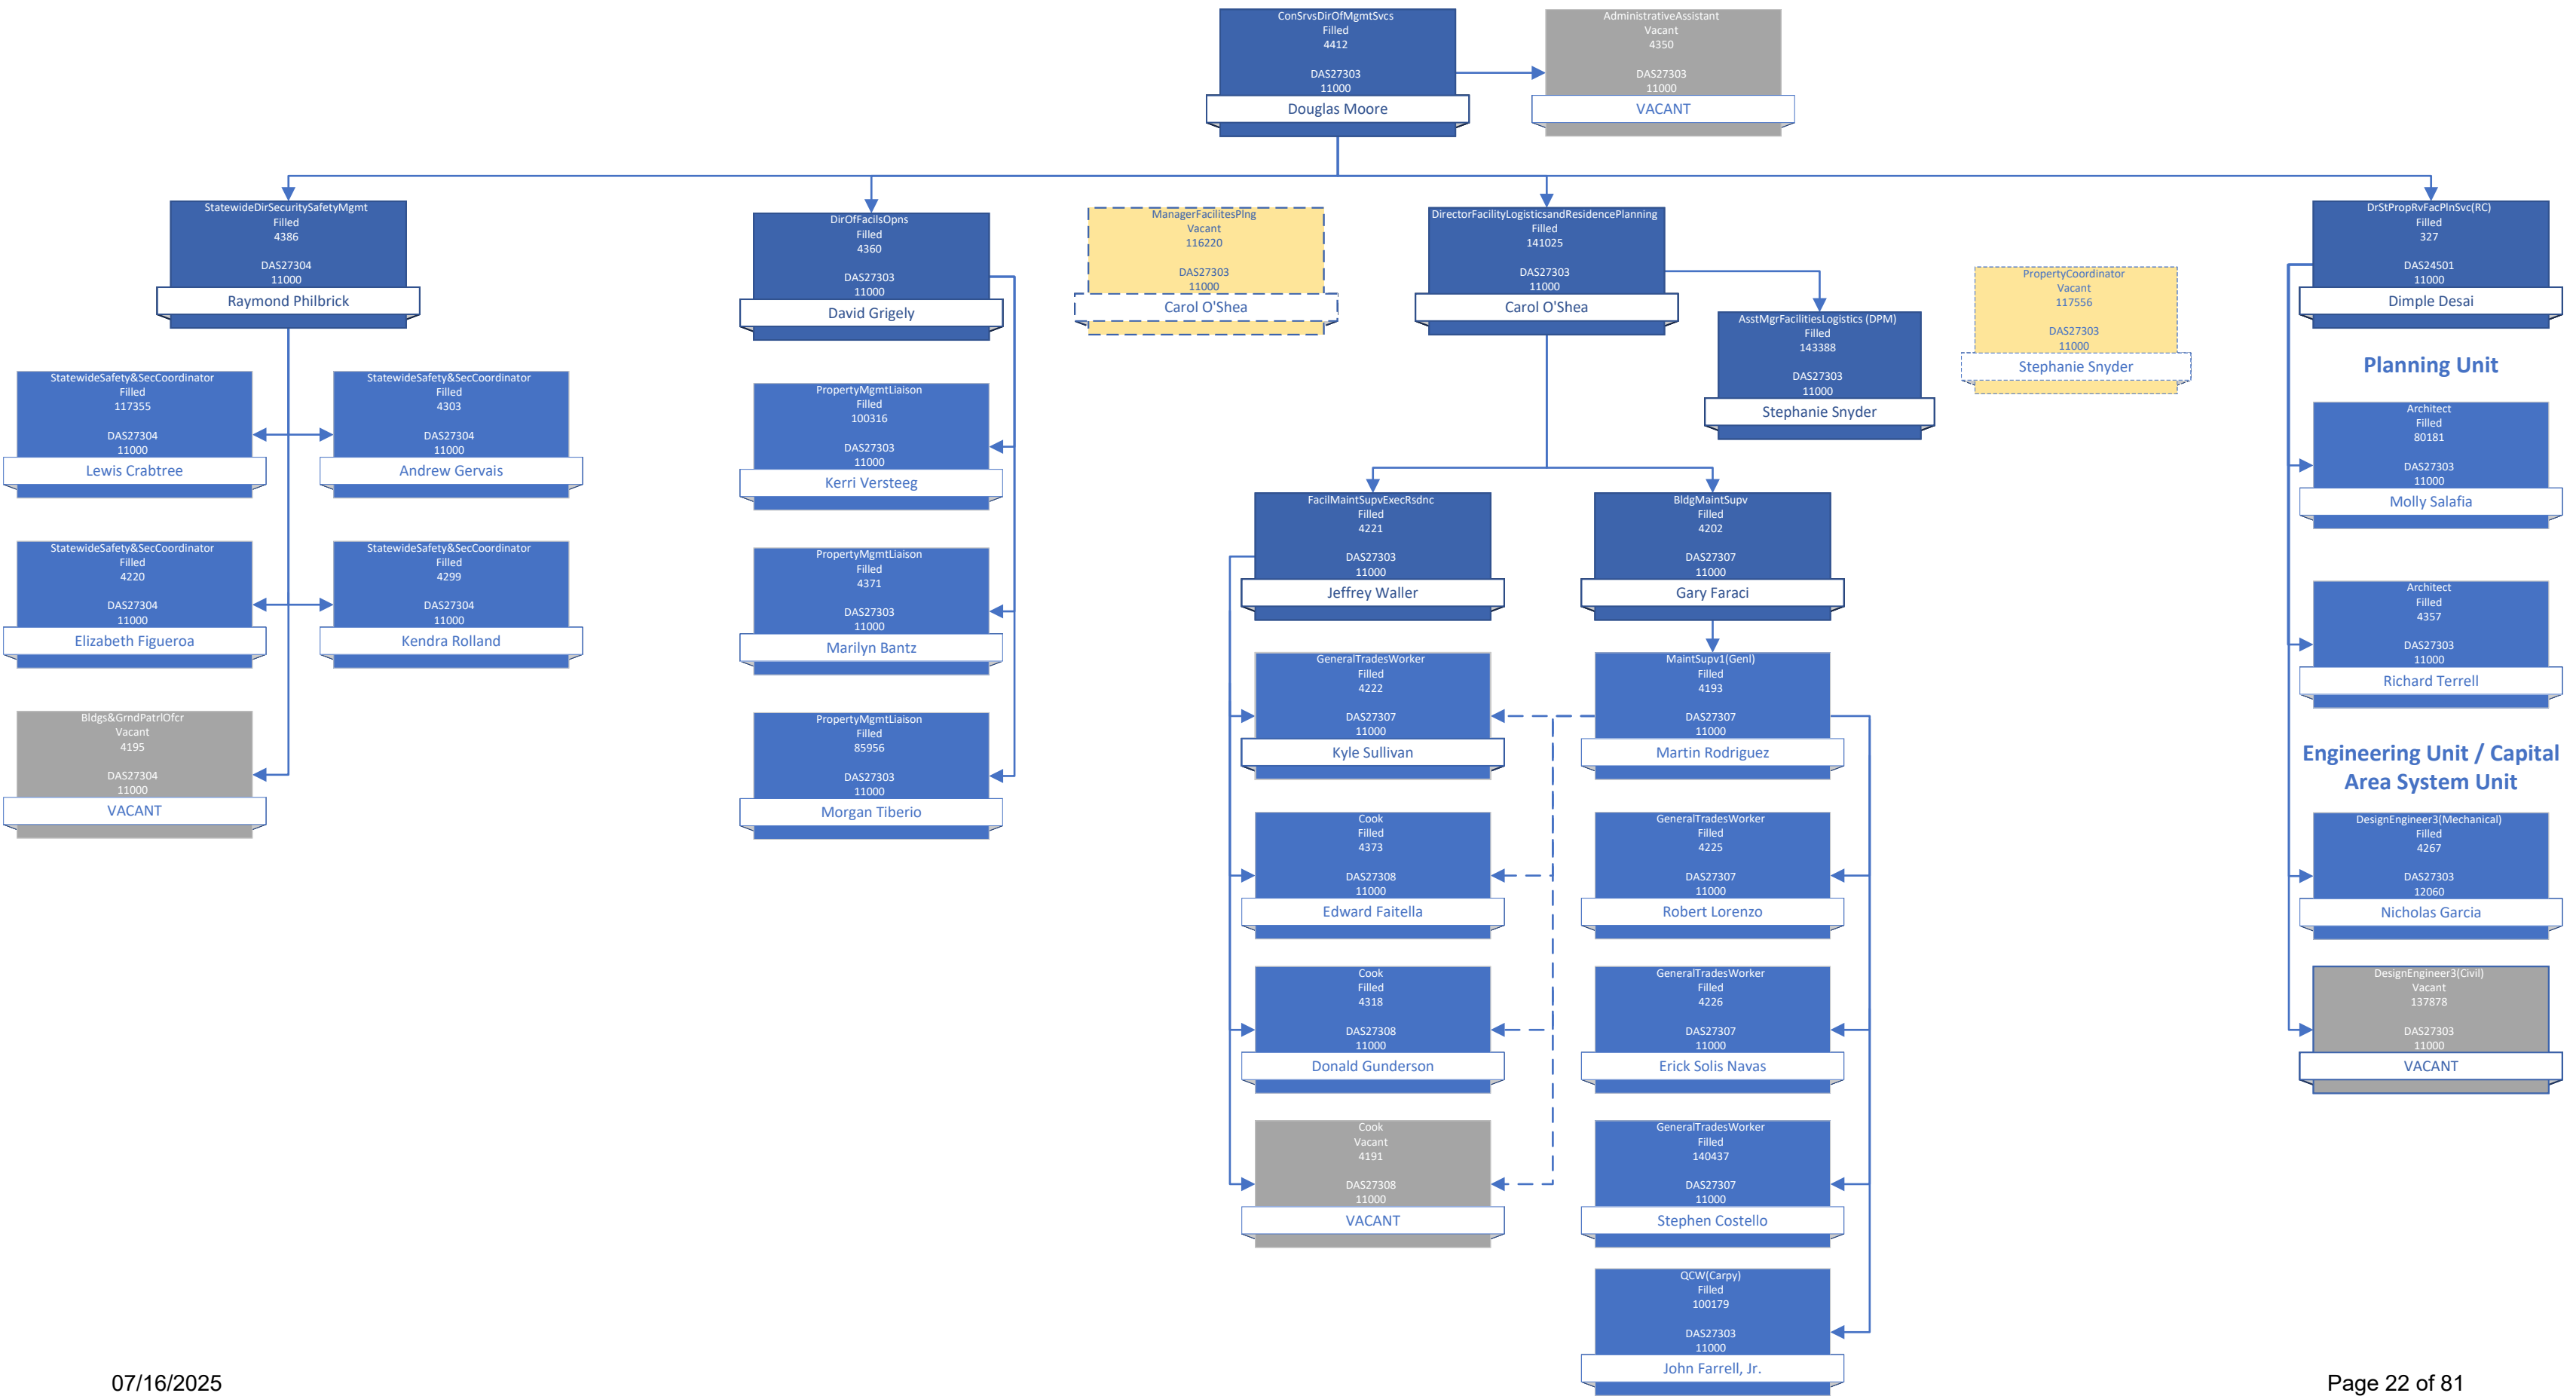 ConSrvsDirOfMgmtSvcs
Filled
4412
DAS27303
11000
Douglas Moore
AdministrativeAssistant
Vacant
4350
DAS27303
11000
VACANT
StatewideDirSecuritySafetyMgmt
Filled
4386
DAS27304
11000
Raymond Philbrick
DirOfFacilsOpns
Filled
4360
DAS27303
11000
David Grigely
ManagerFacilitesPlng
Vacant
116220
DAS27303
11000
Carol O'Shea
DirectorFacilityLogisticsandResidencePlanning
Filled
141025
DAS27303
11000
Carol O'Shea
AsstMgrFacilitiesLogistics (DPM)
Filled
143388
DAS27303
11000
Stephanie Snyder
PropertyCoordinator
Vacant
117556
DAS27303
11000
Stephanie Snyder
DrStPropRvFacPlnSvc(RC)
Filled
327
DAS24501
11000
Dimple Desai
StatewideSafety&SecCoordinator
Filled
117355
DAS27304
11000
Lewis Crabtree
StatewideSafety&SecCoordinator
Filled
4303
DAS27304
11000
Andrew Gervais
StatewideSafety&SecCoordinator
Filled
4220
DAS27304
11000
Elizabeth Figueroa
StatewideSafety&SecCoordinator
Filled
4299
DAS27304
11000
Kendra Rolland
Bldgs&GrndPatrlOfcr
Vacant
4195
DAS27304
11000
VACANT
PropertyMgmtLiaison
Filled
100316
DAS27303
11000
Kerri Versteeg
PropertyMgmtLiaison
Filled
4371
DAS27303
11000
Marilyn Bantz
PropertyMgmtLiaison
Filled
85956
DAS27303
11000
Morgan Tiberio
FacilMaintSupvExecRsdnc
Filled
4221
DAS27303
11000
Jeffrey Waller
GeneralTradesWorker
Filled
4222
DAS27307
11000
Kyle Sullivan
Cook
Filled
4373
DAS27308
11000
Edward Faitella
Cook
Filled
4318
DAS27308
11000
Donald Gunderson
Cook
Vacant
4191
DAS27308
11000
VACANT
BldgMaintSupv
Filled
4202
DAS27307
11000
Gary Faraci
MaintSupv1(Genl)
Filled
4193
DAS27307
11000
Martin Rodriguez
GeneralTradesWorker
Filled
4225
DAS27307
11000
Robert Lorenzo
GeneralTradesWorker
Filled
4226
DAS27307
11000
Erick Solis Navas
GeneralTradesWorker
Filled
140437
DAS27307
11000
Stephen Costello
QCW(Carpy)
Filled
100179
DAS27303
11000
John Farrell, Jr.
Planning Unit
Architect
Filled
80181
DAS27303
11000
Molly Salafia
Architect
Filled
4357
DAS27303
11000
Richard Terrell
Engineering Unit / Capital
Area System Unit
DesignEngineer3(Mechanical)
Filled
4267
DAS27303
12060
Nicholas Garcia
DesignEngineer3(Civil)
Vacant
137878
DAS27303
11000
VACANT
07/16/2025
Page 22 of 81